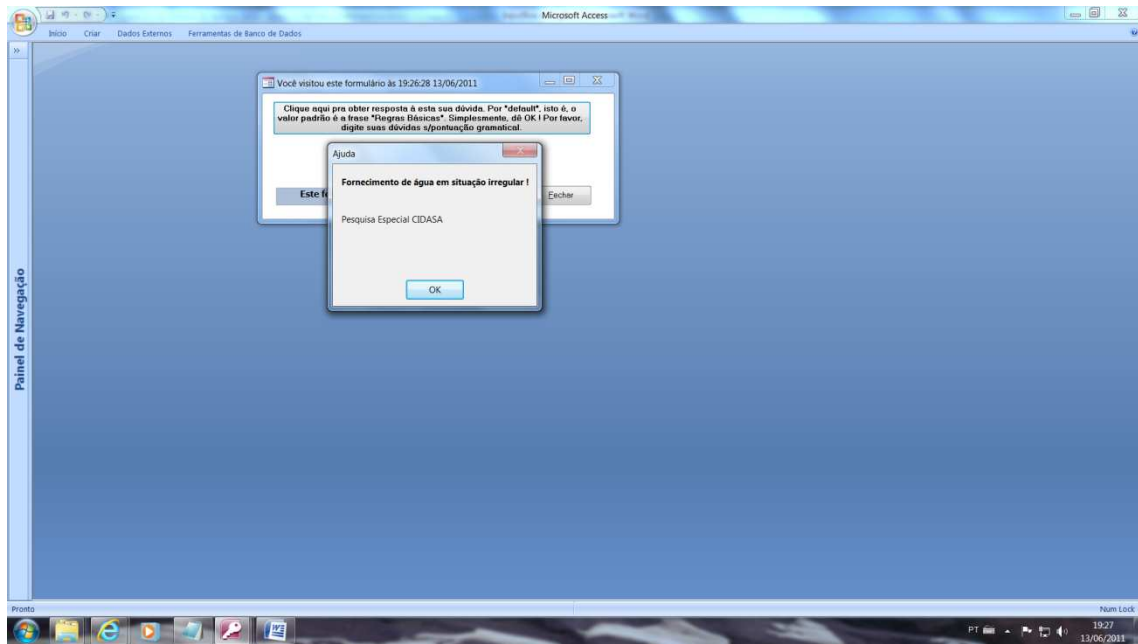 Microsoft Access
Início Criar Dados Externos Ferramentas de Banco de Dados
Você visitou este formulário às 19:26:28 13/06/2011
Clique aqui pra obter resposta à esta sua dúvida. Por "default", isto é, o
valor padrão é a frase "Regras Básicas". Simplesmente, dê OK ! Por favor,
digite suas dúvidas s/pontuação gramatical.
Ajuda
Fornecimento de água em situação irregular !
Este
Fechar
Pesquisa Especial CIDASA
OK
Painel de Navegação
Pronto
Num Lock
PT
19:27
13/06/2011